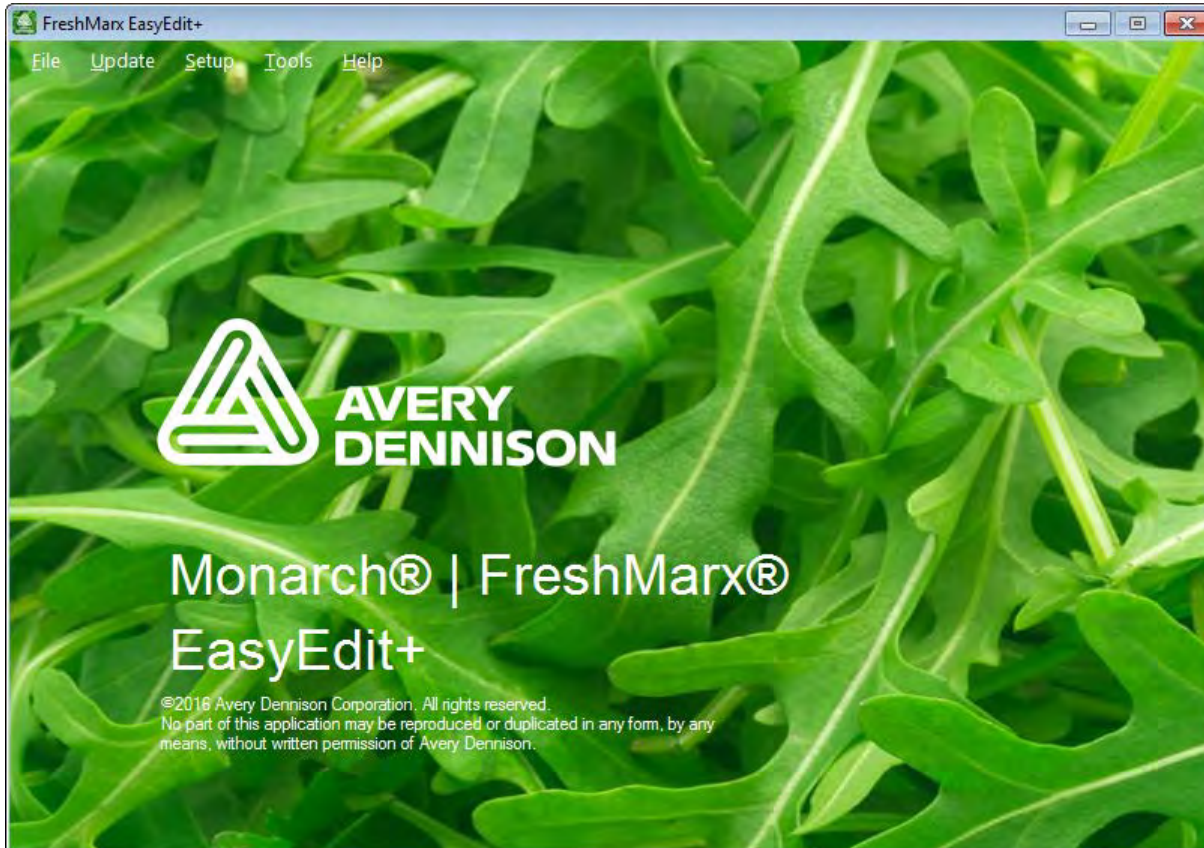 FreshMarx EasyEdit+
File Update Setup Tools Help
AVERY
DENNISON
Monarch® | FreshMarx®
EasyEdit+
©2016 Avery Dennison Corporation. All rights reserved.
No part of this application may be reproduced or duplicated in any form, by any
means, without written permission of Avery Dennison.